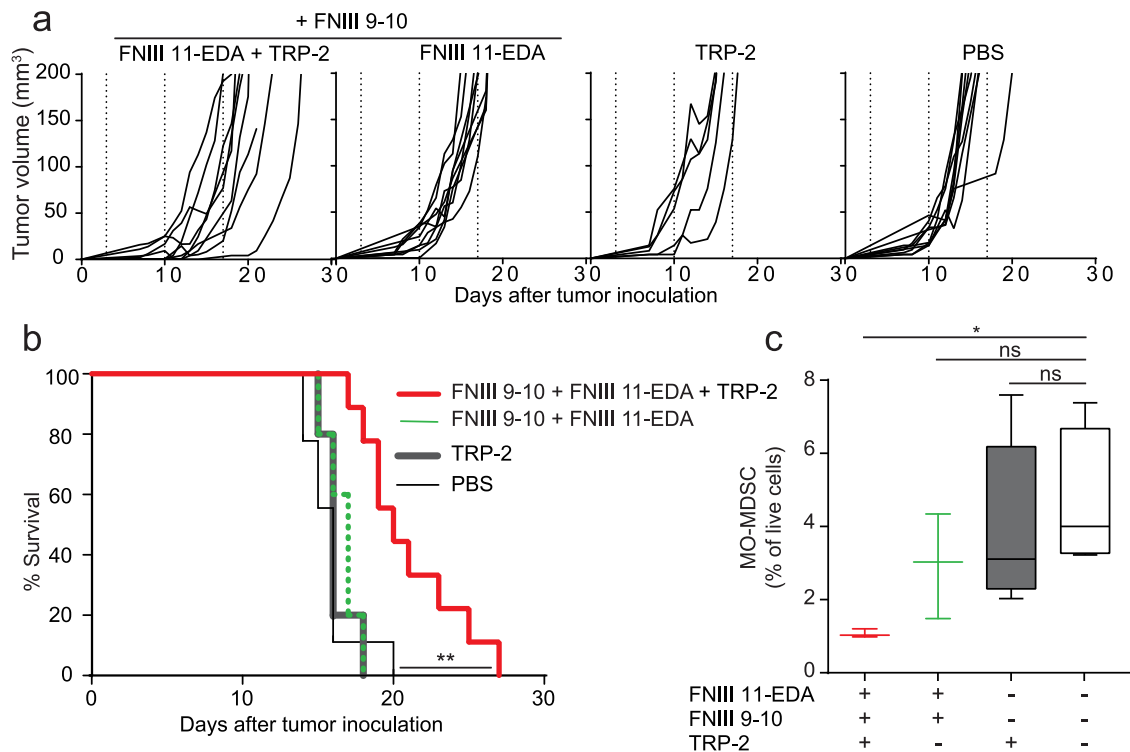 a
+ FNIII 9-10
FNIII 11-EDA + TRP-2 FNIII 11-EDA TRP-2 PBS
Tumor volume (mm³)
200
150
100
50
0
0 10 20 30 0 10 20 30 0 10 20 30 0 10 20 30
Days after tumor inoculation
b
% Survival
100
80
60
40
20
0
0 10 20 30
Days after tumor inoculation
FNIII 9-10 + FNIII 11-EDA + TRP-2
FNIII 9-10 + FNIII 11-EDA
TRP-2
PBS
**
c
*
ns
ns
MO-MDSC
(% of live cells)
8
6
4
2
0
FNIII 11-EDA + + - -
FNIII 9-10 + + - -
TRP-2 + - + -